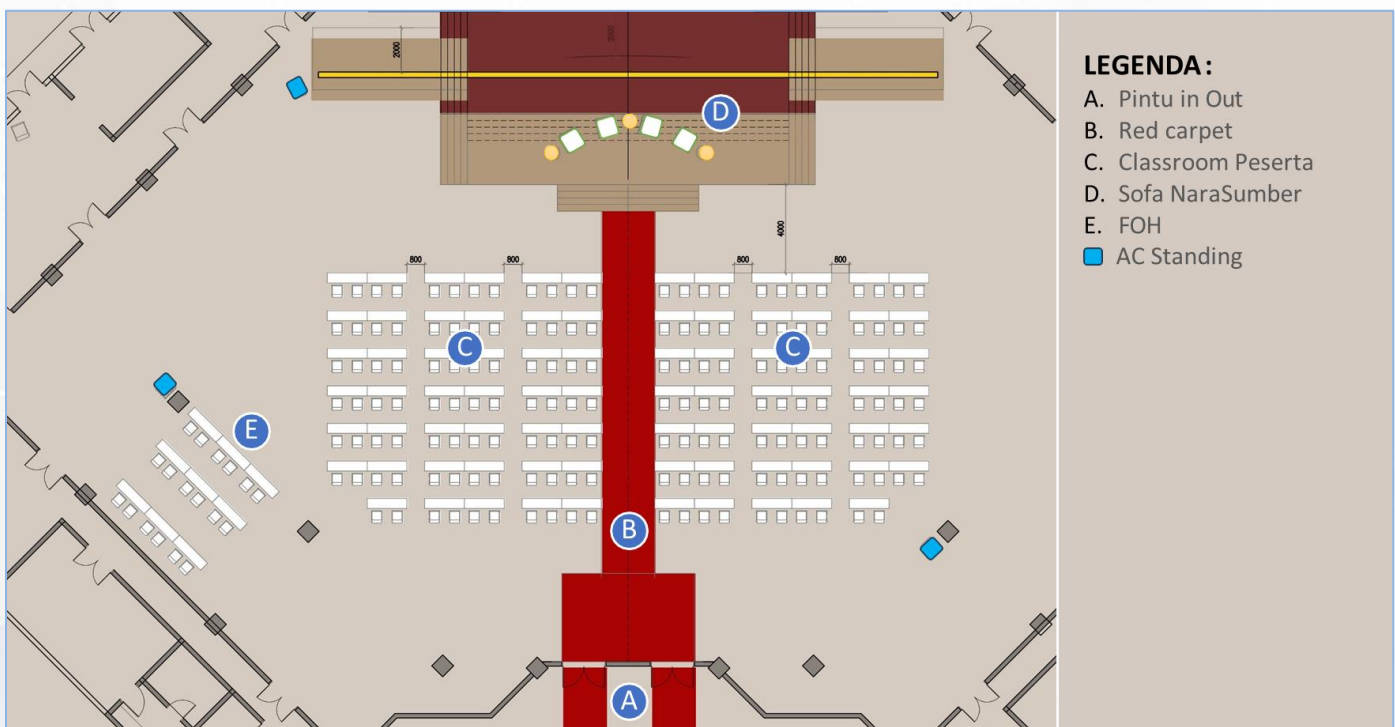 2000
2000
D
4000
800
800
800
800
C
C
E
B
A
LEGENDA:
A. Pintu in Out
B. Red carpet
C. Classroom Peserta
D. Sofa NaraSumber
E. FOH
AC Standing